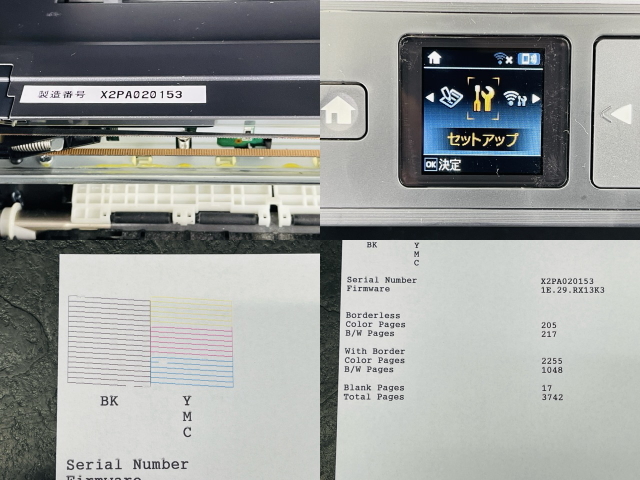 製造番号 X2PA020153
セットアップ
OK 決定
BK Y
M
C
Serial Number
Firmware
BK Y
M
C
Serial Number X2PA020153
Firmware 1E.29.RX13K3
Borderless
Color Pages 205
B/W Pages 217
With Border
Color Pages 2255
B/W Pages 1048
Blank Pages 17
Total Pages 3742